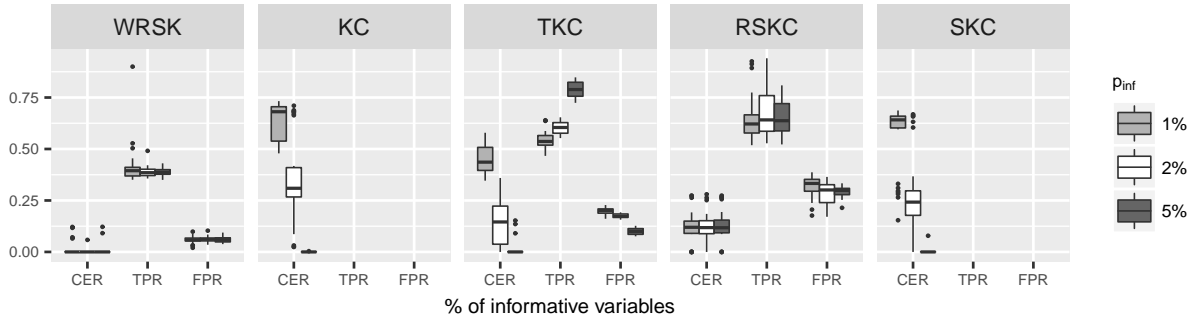 WRSK KC TKC RSKC SKC
0.75
0.50
0.25
0.00
CER TPR FPR CER TPR FPR CER TPR FPR CER TPR FPR CER TPR FPR
% of informative variables
pinf
1%
2%
5%